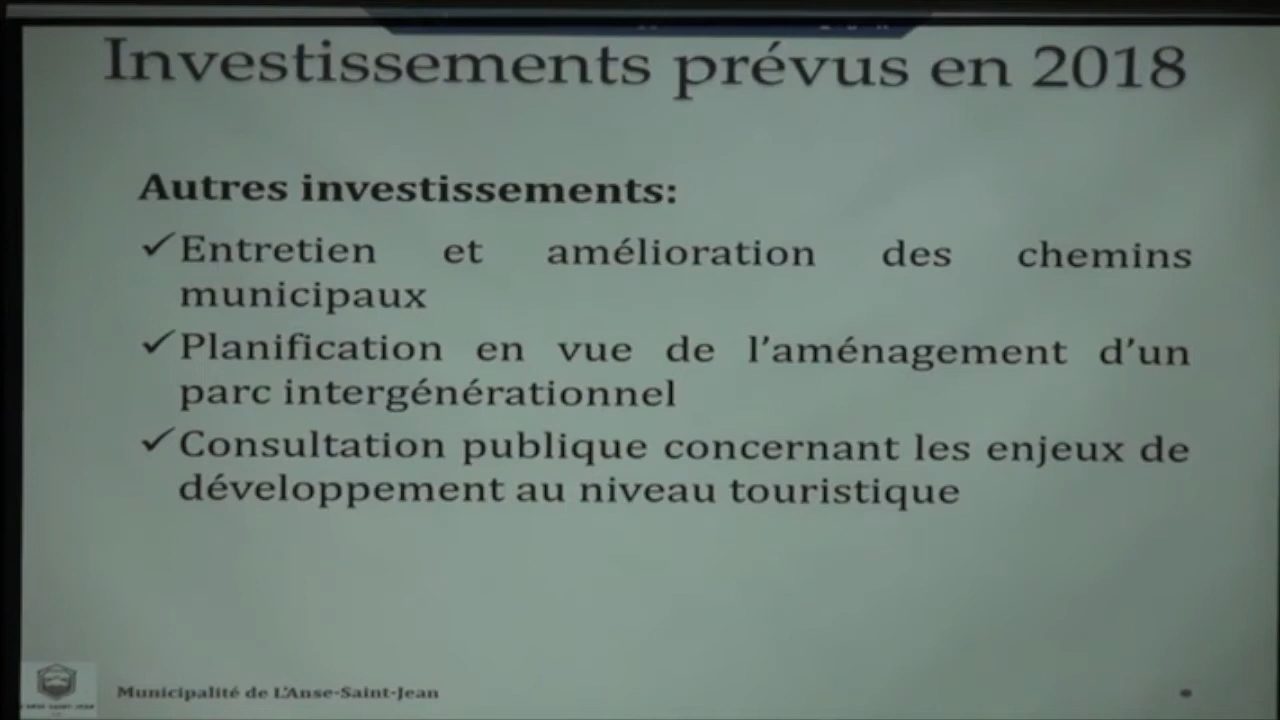 Investissements prévus en 2018
Autres investissements:
✓Entretien et amélioration des chemins
municipaux
✓Planification en vue de l’aménagement d’un
parc intergénérationnel
✓Consultation publique concernant les enjeux de
développement au niveau touristique
Municipalité de L’Anse-Saint-Jean